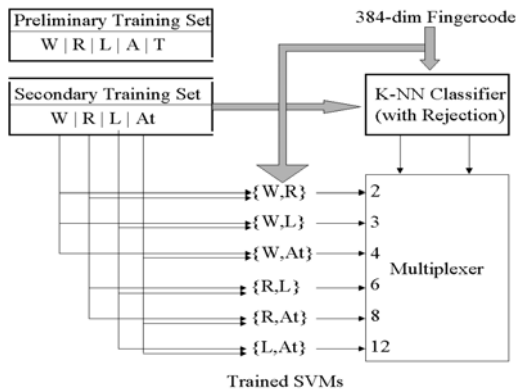 Preliminary Training Set
W | R | L | A | T
384-dim Fingercode
Secondary Training Set
W | R | L | At
K-NN Classifier
(with Rejection)
{W,R}
2
{W,L}
3
{W,At}
4
{R,L}
6
{R,At}
8
{L,At}
12
Multiplexer
Trained SVMs